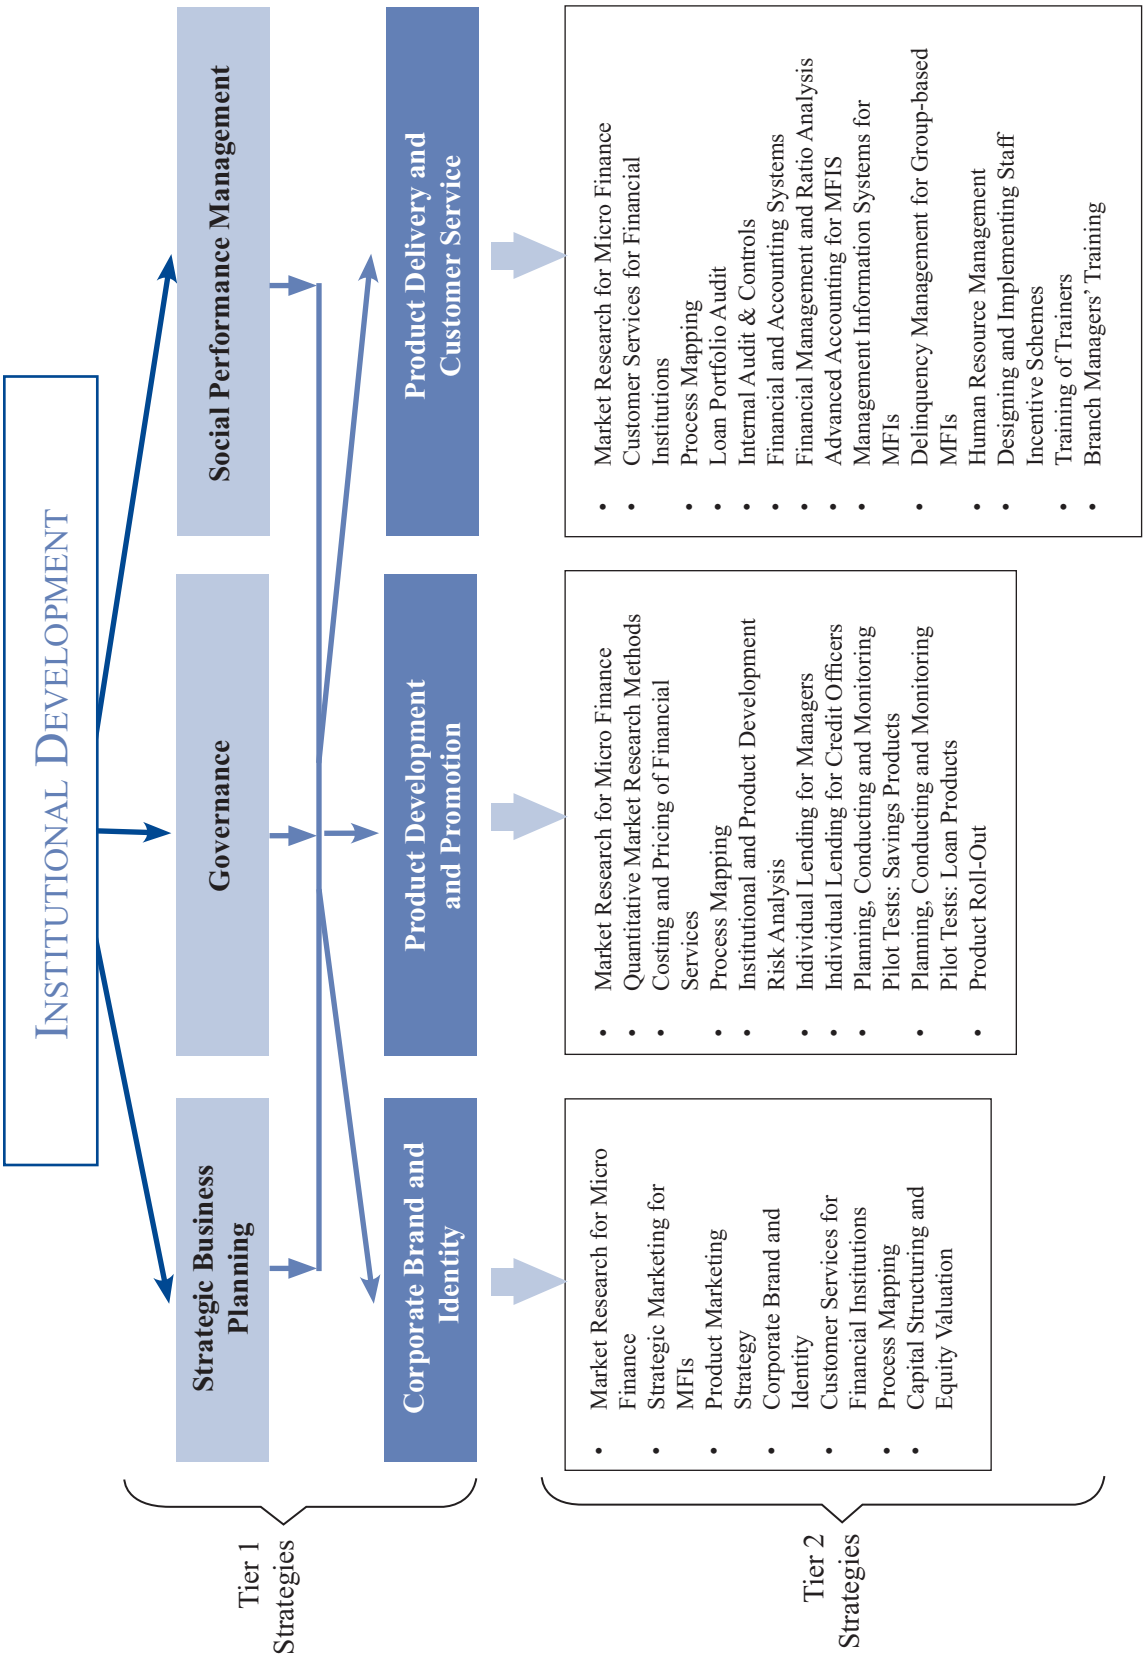 INSTITUTIONAL DEVELOPMENT
Tier 1
Strategies
Strategic Business
Planning
Governance
Social Performance Management
Corporate Brand and
Identity
Product Development
and Promotion
Product Delivery and
Customer Service
Tier 2
Strategies
• Market Research for Micro
Finance
• Strategic Marketing for
MFIs
• Product Marketing
Strategy
• Corporate Brand and
Identity
• Customer Services for
Financial Institutions
• Process Mapping
• Capital Structuring and
Equity Valuation
• Market Research for Micro Finance
• Quantitative Market Research Methods
• Costing and Pricing of Financial
Services
• Process Mapping
• Institutional and Product Development
Risk Analysis
• Individual Lending for Managers
• Individual Lending for Credit Officers
• Planning, Conducting and Monitoring
Pilot Tests: Savings Products
• Planning, Conducting and Monitoring
Pilot Tests: Loan Products
• Product Roll-Out
• Market Research for Micro Finance
• Customer Services for Financial
Institutions
• Process Mapping
• Loan Portfolio Audit
• Internal Audit & Controls
• Financial and Accounting Systems
• Financial Management and Ratio Analysis
• Advanced Accounting for MFIS
• Management Information Systems for
MFIs
• Delinquency Management for Group-based
MFIs
• Human Resource Management
• Designing and Implementing Staff
Incentive Schemes
• Training of Trainers
• Branch Managers’ Training